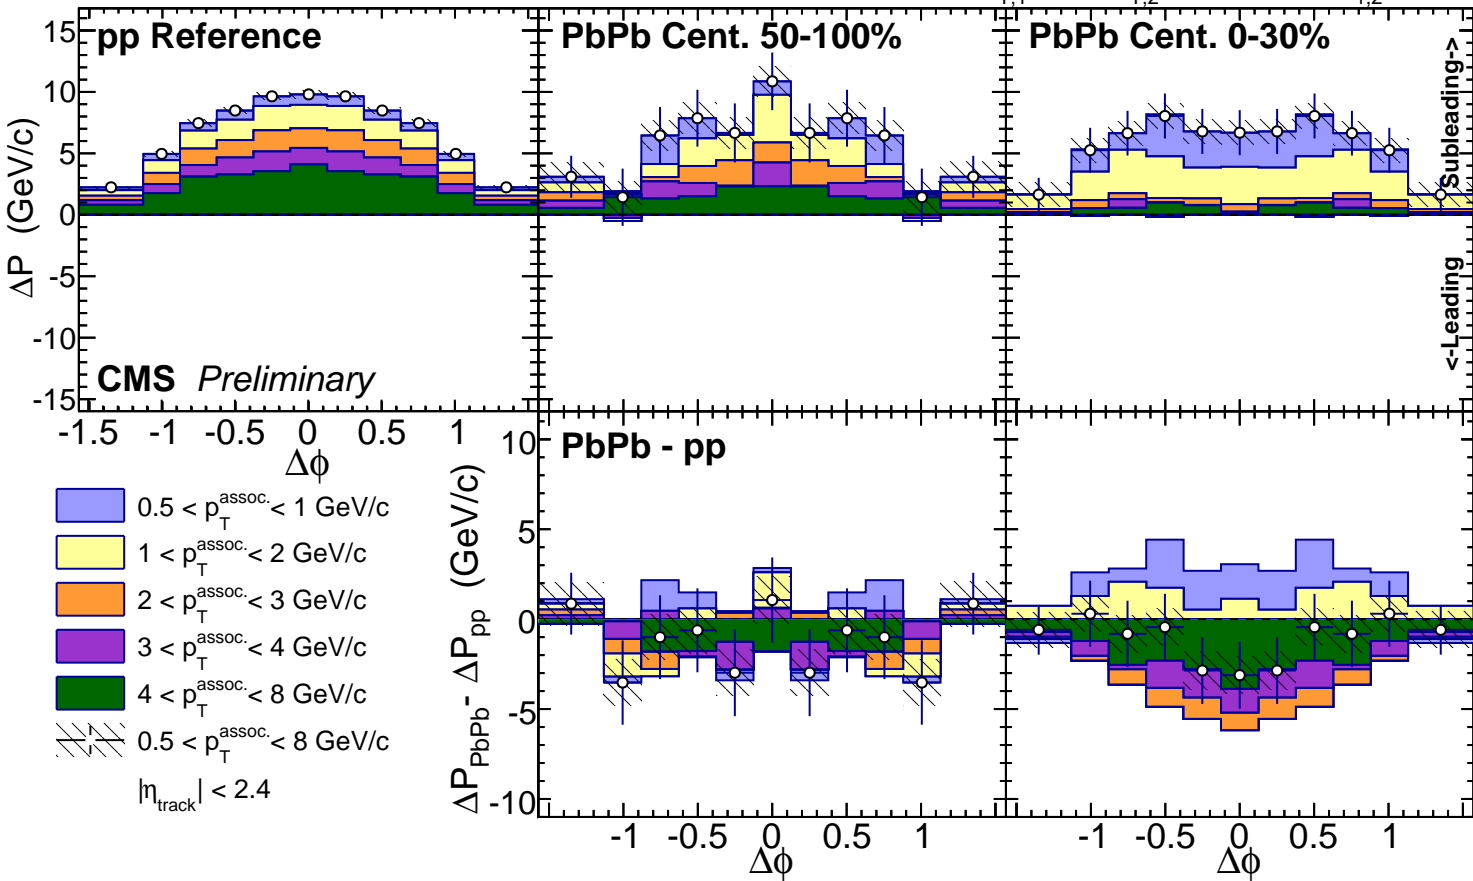 pp Reference
PbPb Cent. 50-100%
PbPb Cent. 0-30%
15
10
5
0
-5
-10
-15
ΔP (GeV/c)
Subleading->
<-Leading
CMS Preliminary
-1.5 -1 -0.5 0 0.5 1
Δϕ
PbPb - pp
10
5
0
-5
-10
ΔP_PbPb - ΔP_pp (GeV/c)
0.5 < p_T^assoc. < 1 GeV/c
1 < p_T^assoc. < 2 GeV/c
2 < p_T^assoc. < 3 GeV/c
3 < p_T^assoc. < 4 GeV/c
4 < p_T^assoc. < 8 GeV/c
0.5 < p_T^assoc. < 8 GeV/c
|η_track| < 2.4
-1 -0.5 0 0.5 1
Δϕ
-1 -0.5 0 0.5 1
Δϕ